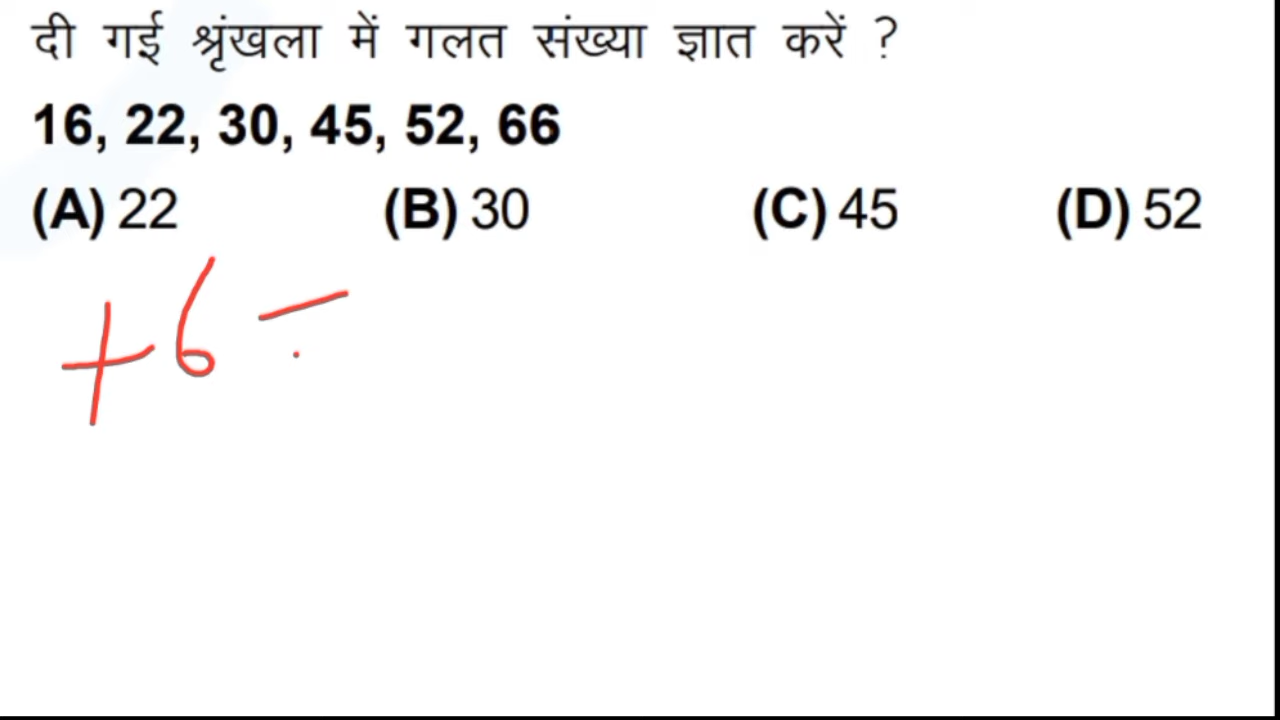 दी गई श्रृंखला में गलत संख्या ज्ञात करें ?
16, 22, 30, 45, 52, 66
(A) 22 (B) 30 (C) 45 (D) 52
+6